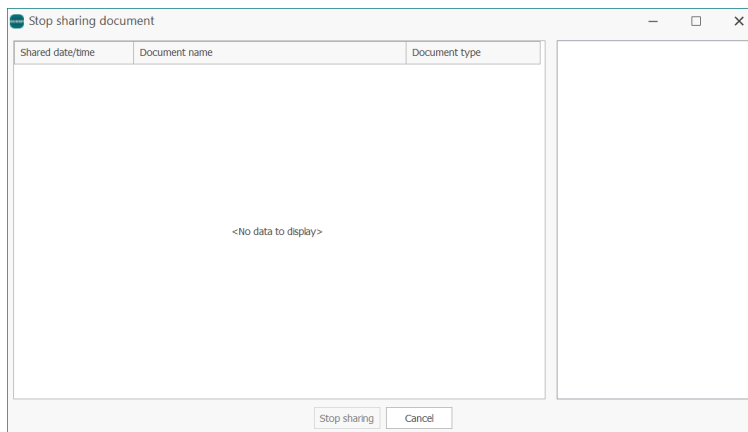 Stop sharing document
Shared date/time Document name Document type
<No data to display>
Stop sharing Cancel